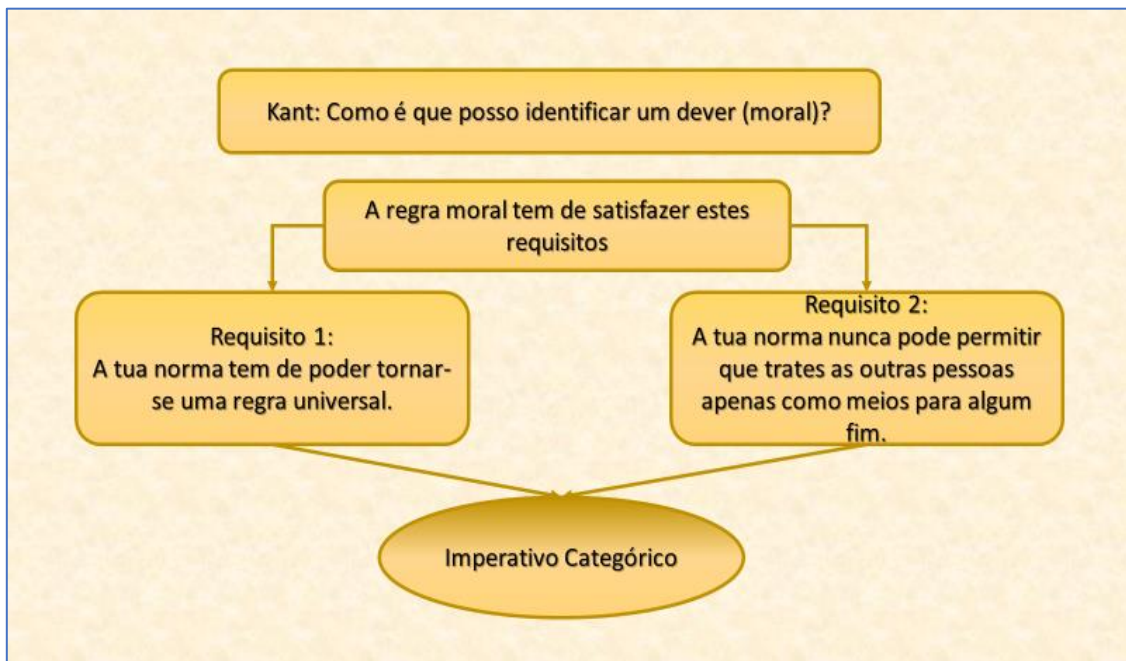 Kant: Como é que posso identificar um dever (moral)?
A regra moral tem de satisfazer estes
requisitos
Requisito 1:
A tua norma tem de poder tornar-
se uma regra universal.
Requisito 2:
A tua norma nunca pode permitir
que trates as outras pessoas
apenas como meios para algum
fim.
Imperativo Categórico